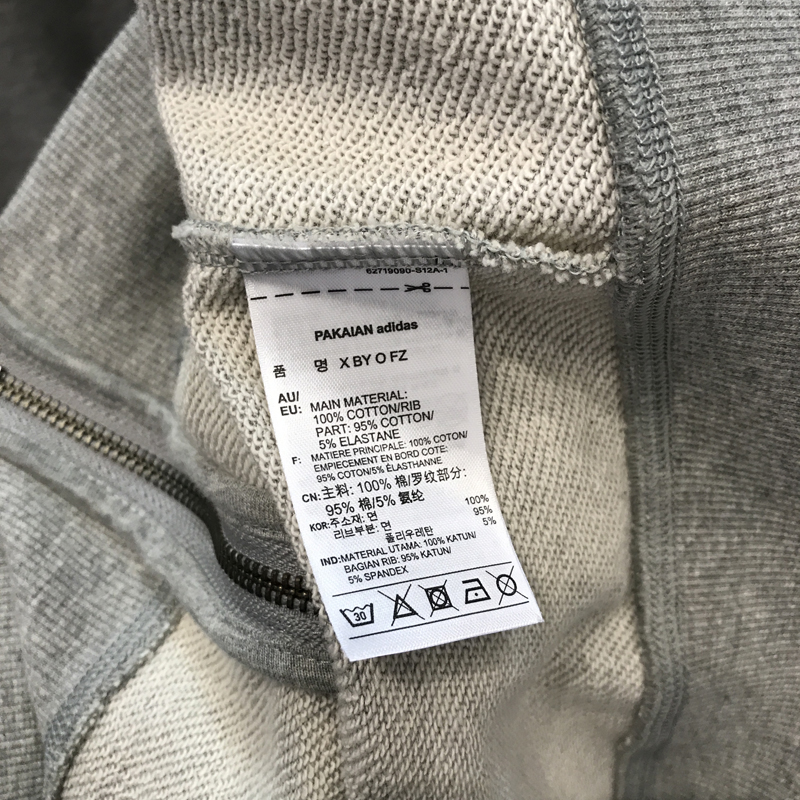 62719090-S12A-1
PAKAIAN adidas
품 명 X BY O FZ
AU/
EU: MAIN MATERIAL:
100% COTTON/RIB
PART: 95% COTTON/
5% ELASTANE
F: MATIERE PRINCIPALE: 100% COTON/
EMPIECEMENT EN BORD COTE:
95% COTON/5% ÉLASTHANNE
CN: 主料: 100% 棉/罗纹部分:
95% 棉/5% 氨纶
KOR: 주소재: 면 100%
리브부분: 면 95%
폴리우레탄 5%
IND: MATERIAL UTAMA: 100% KATUN/
BAGIAN RIB: 95% KATUN/
5% SPANDEX
30